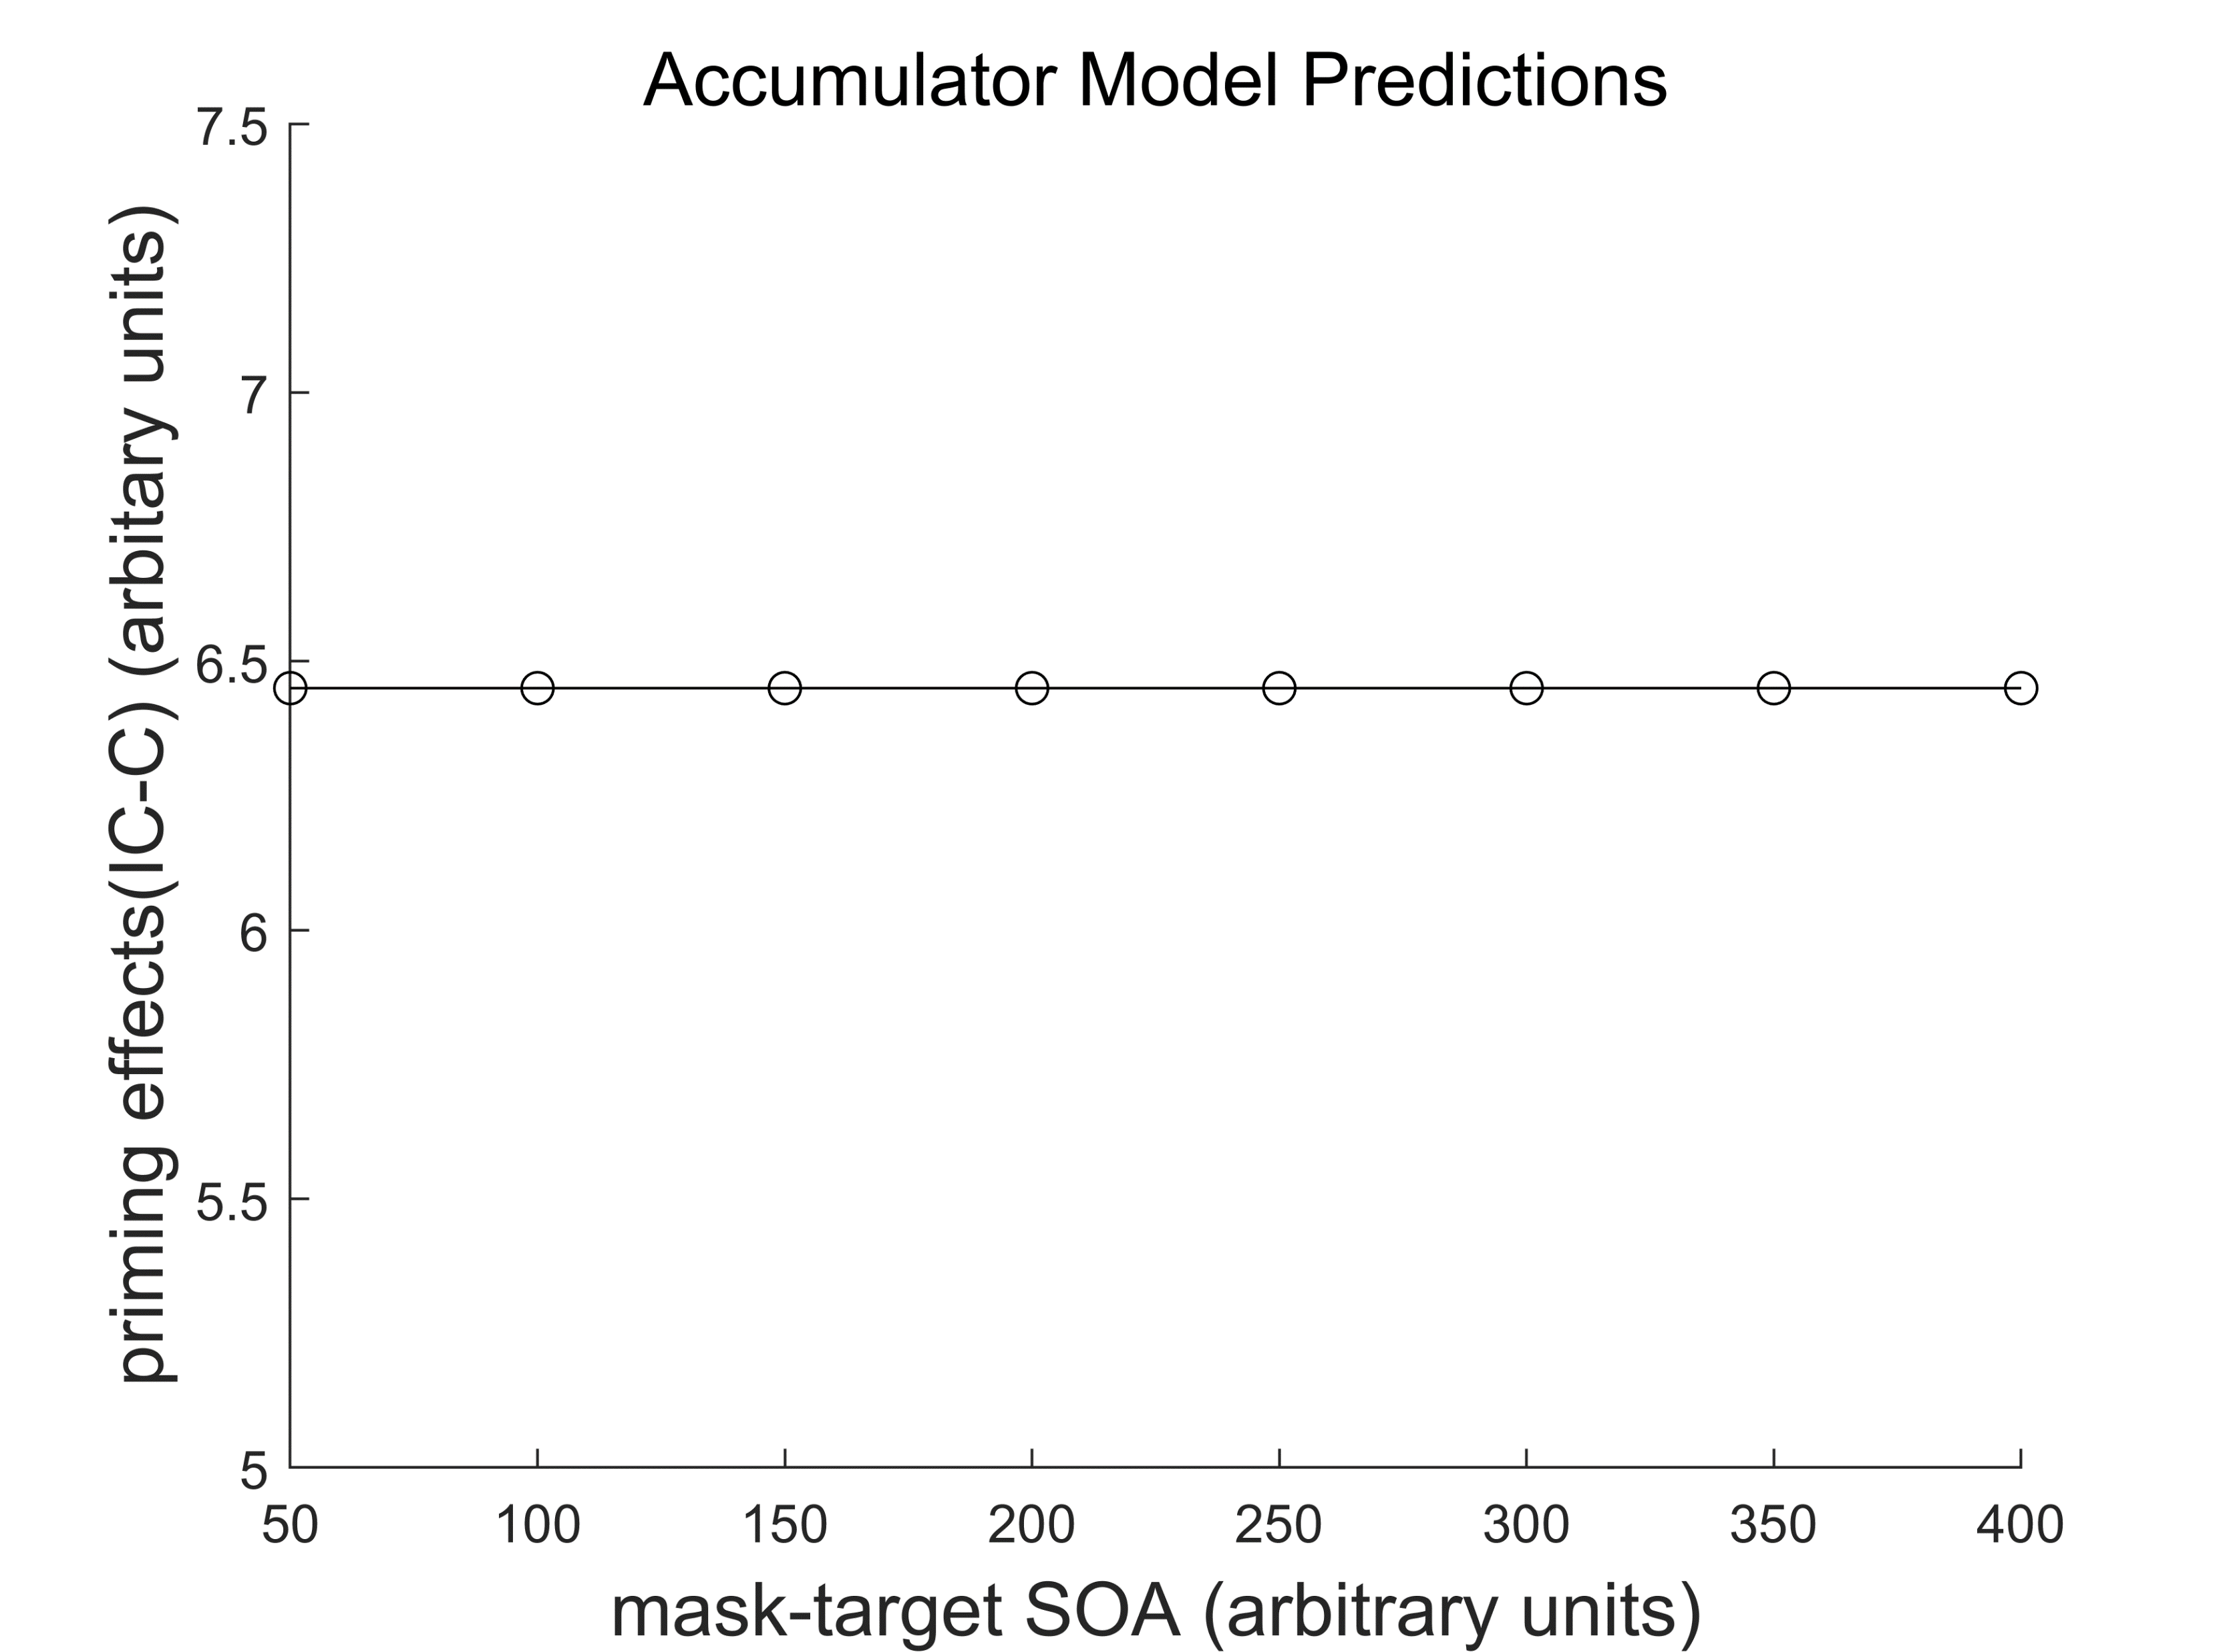 Accumulator Model Predictions
priming effects(IC-C) (arbitary units)
7.5
7
6.5
6
5.5
5
50 100 150 200 250 300 350 400
mask-target SOA (arbitrary units)